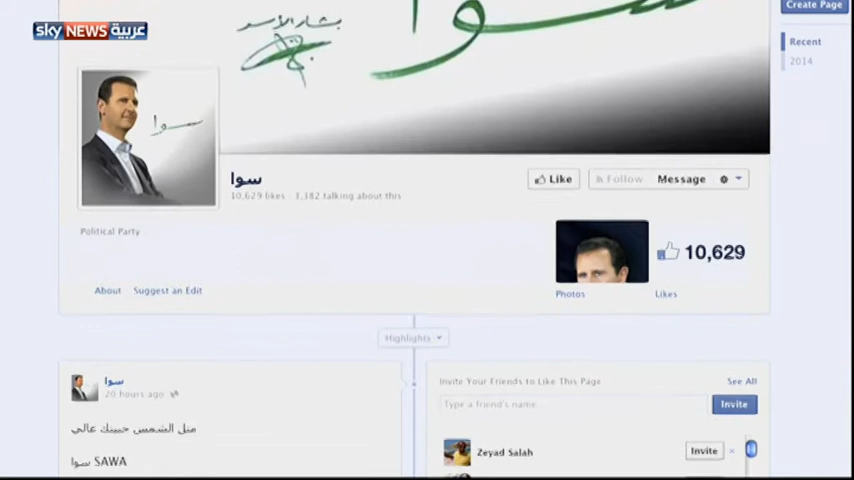 sky NEWS عربية
Create Page
سوا
بشار الاسد
Recent
2014
سوا
سوا
10,629 likes · 3,382 talking about this
Like
Follow
Message
Political Party
10,629
About
Suggest an Edit
Photos
Likes
Highlights
سوا
20 hours ago
مثل الشمس جبينك عالي
سوا SAWA
Invite Your Friends to Like This Page
See All
Type a friend's name...
Invite
Zeyad Salah
Invite